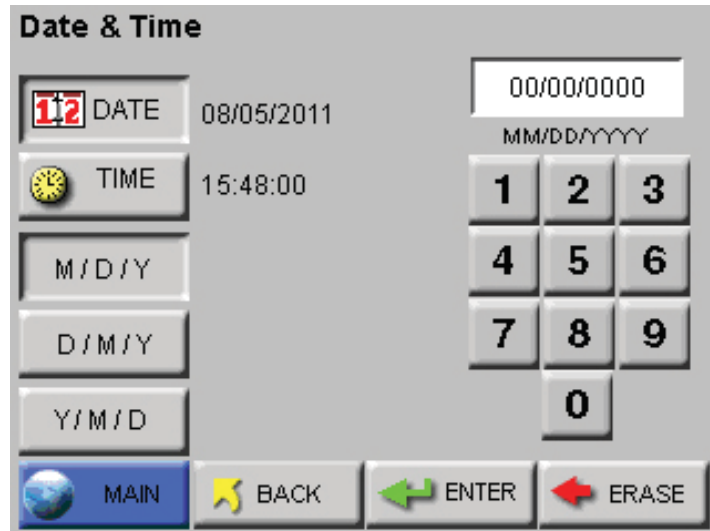 Date & Time
12 DATE 08/05/2011
TIME 15:48:00
M/D/Y
D/M/Y
Y/M/D
00/00/0000
MM/DD/YYYY
1 2 3
4 5 6
7 8 9
0
MAIN BACK ENTER ERASE